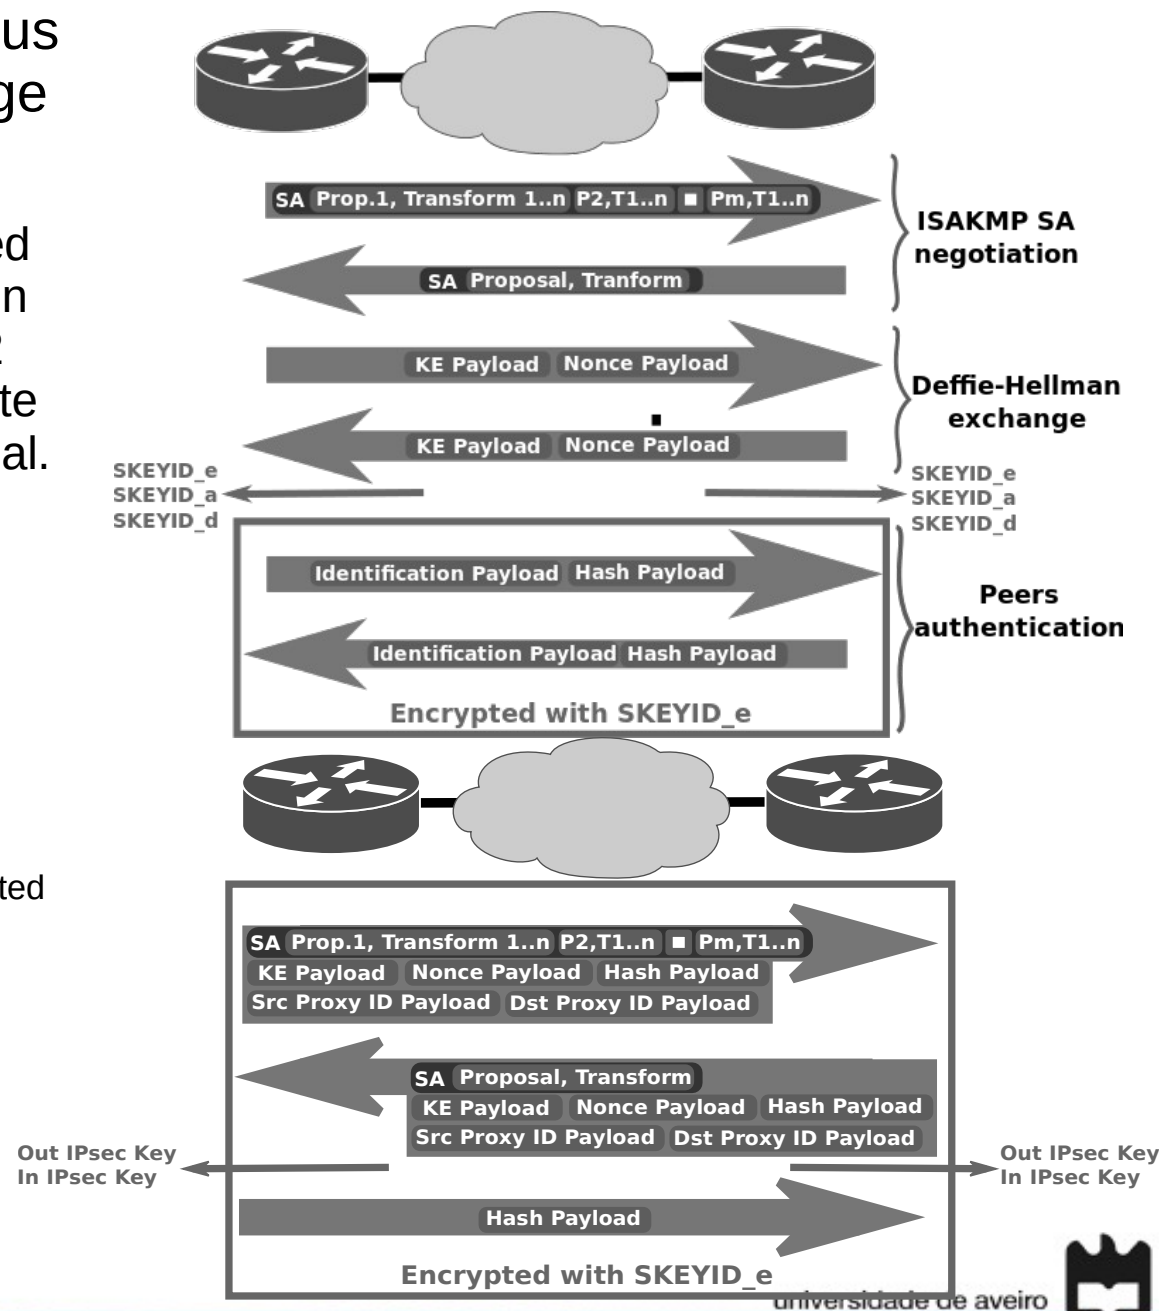 us
ge
ed
n
2
te
al.
SA Prop.1, Transform 1..n P2,T1..n ■ Pm,T1..n
ISAKMP SA
negotiation
SA Proposal, Tranform
KE Payload Nonce Payload
Deffie-Hellman
exchange
KE Payload Nonce Payload
SKEYID_e
SKEYID_a
SKEYID_d
SKEYID_e
SKEYID_a
SKEYID_d
Identification Payload Hash Payload
Peers
authentication
Identification Payload Hash Payload
Encrypted with SKEYID_e
ted
SA Prop.1, Transform 1..n P2,T1..n ■ Pm,T1..n
KE Payload Nonce Payload Hash Payload
Src Proxy ID Payload Dst Proxy ID Payload
SA Proposal, Transform
KE Payload Nonce Payload Hash Payload
Src Proxy ID Payload Dst Proxy ID Payload
Out IPsec Key
In IPsec Key
Out IPsec Key
In IPsec Key
Hash Payload
Encrypted with SKEYID_e
universidade de aveiro